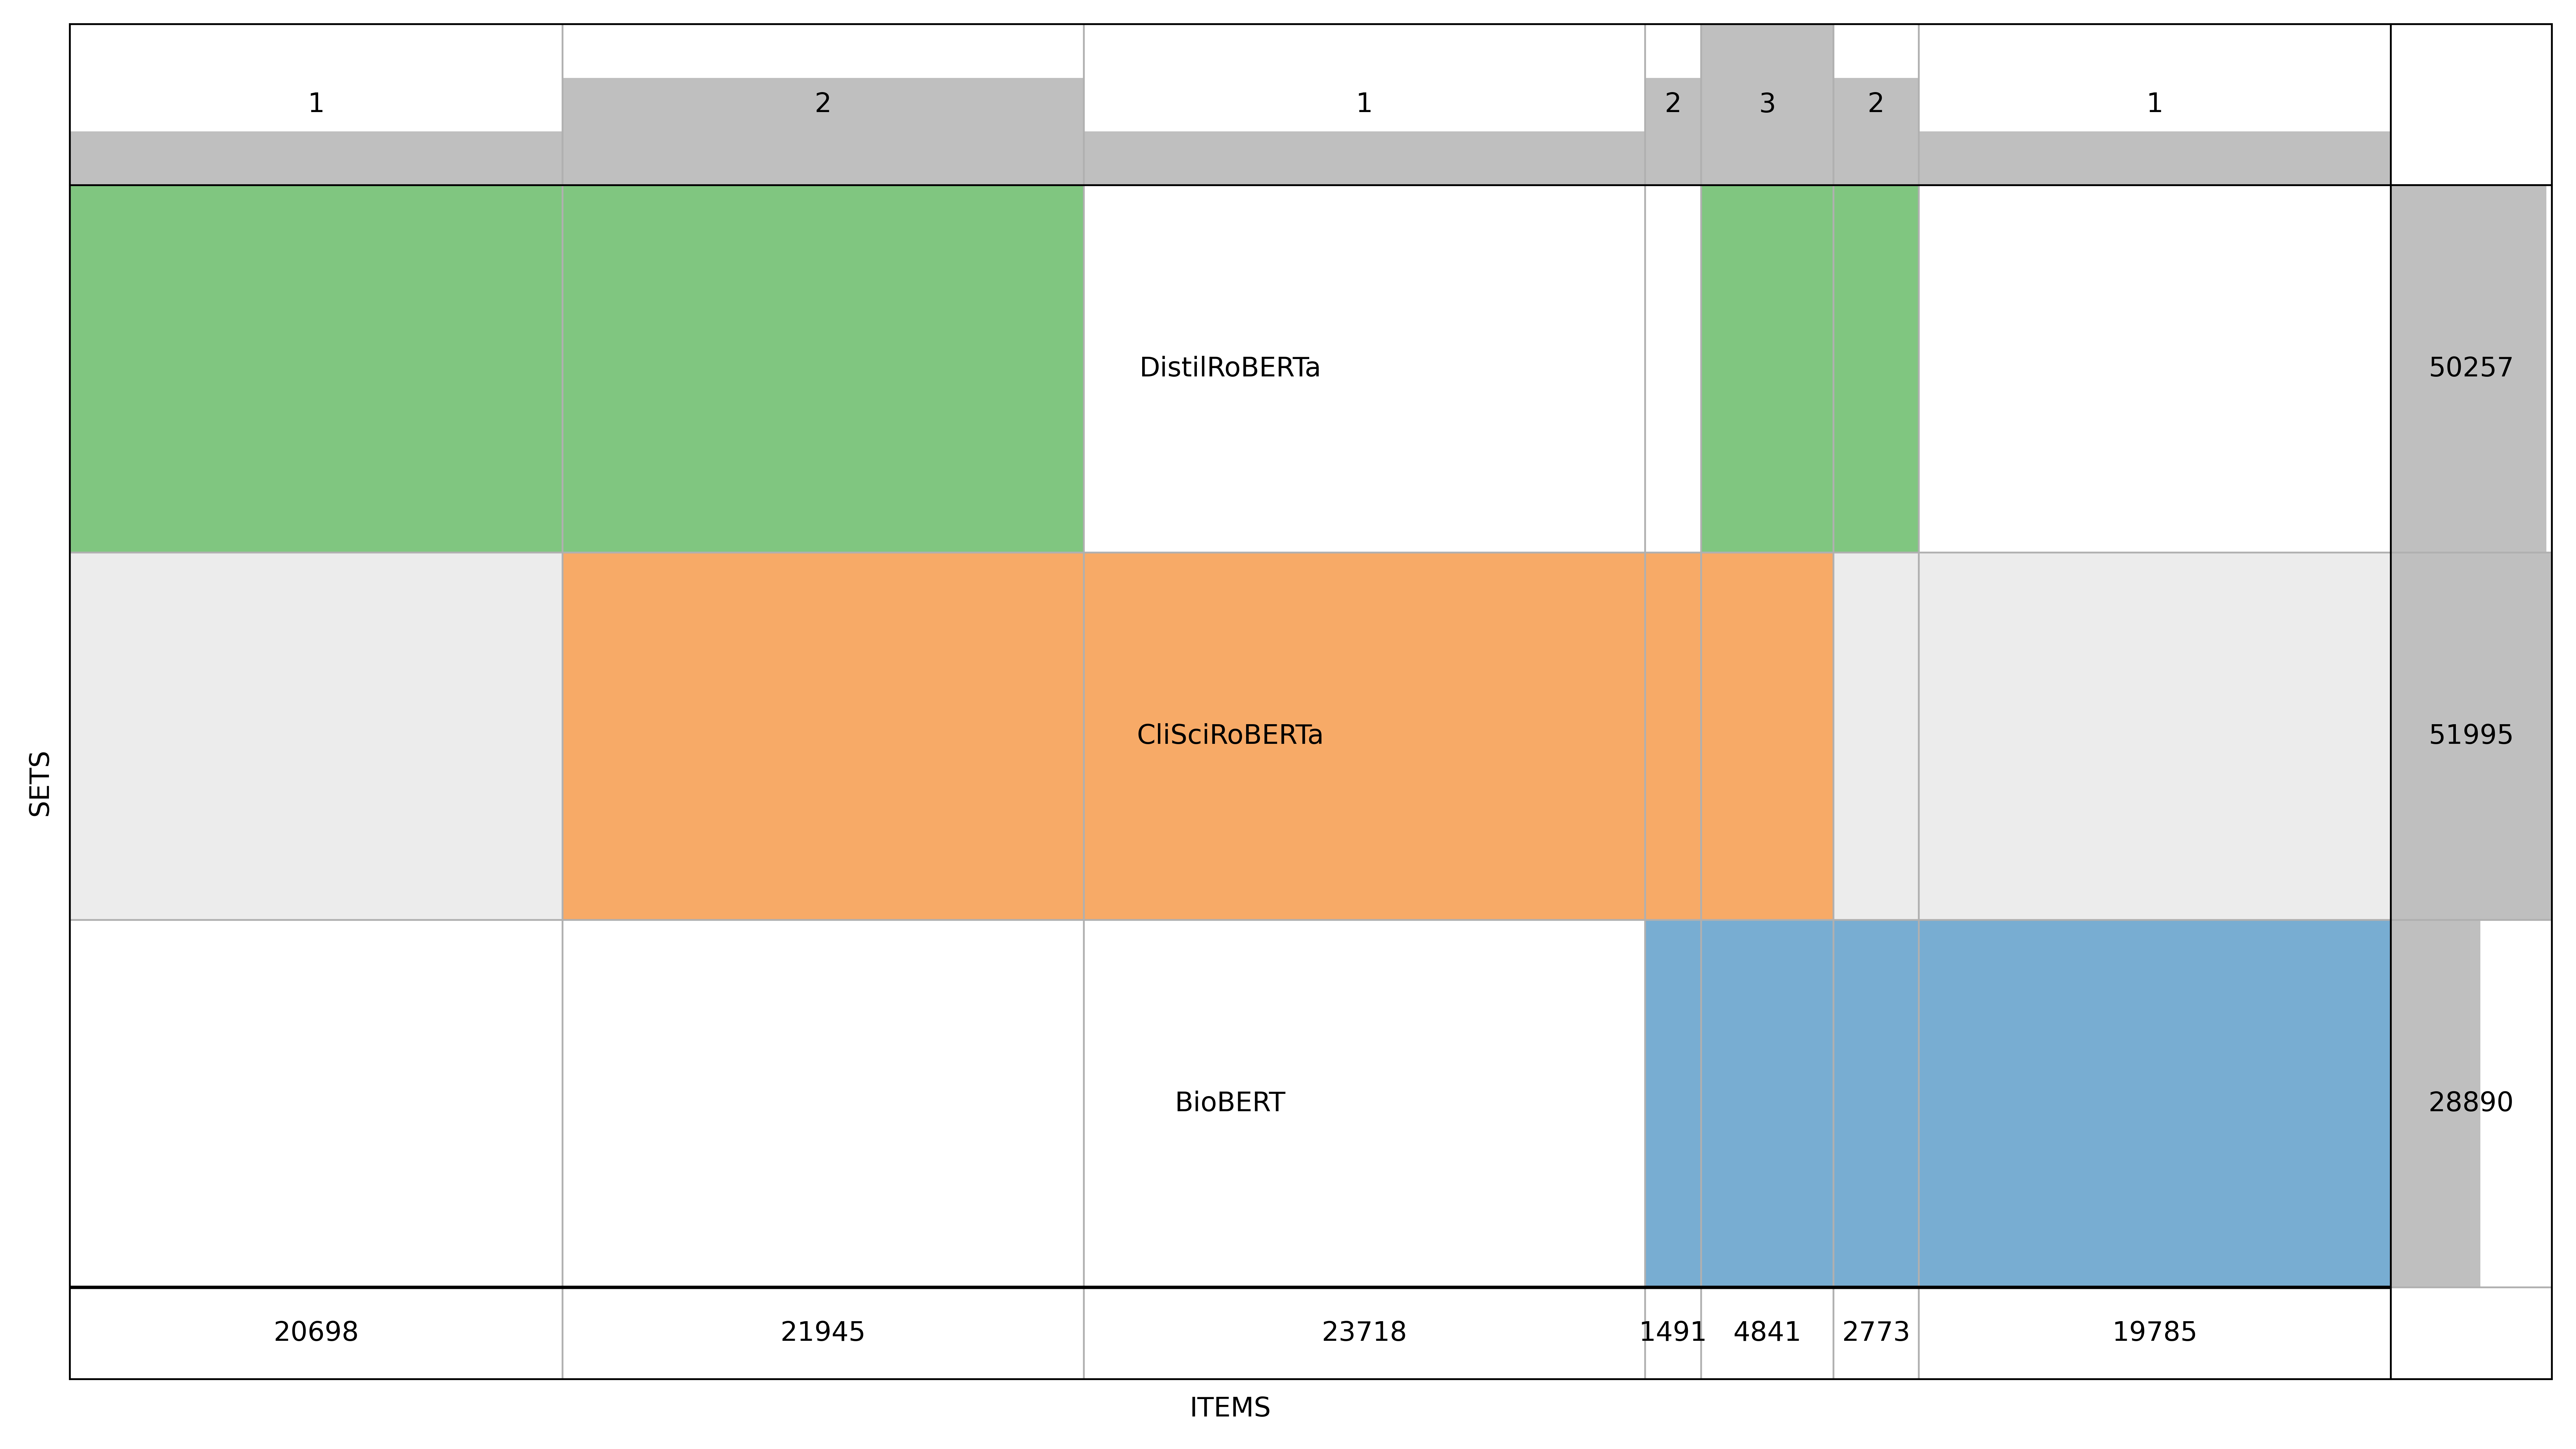 1 2 1 2 3 2 1
DistilRoBERTa 50257
CliSciRoBERTa 51995
SETS
BioBERT 28890
20698 21945 23718 1491 4841 2773 19785
ITEMS